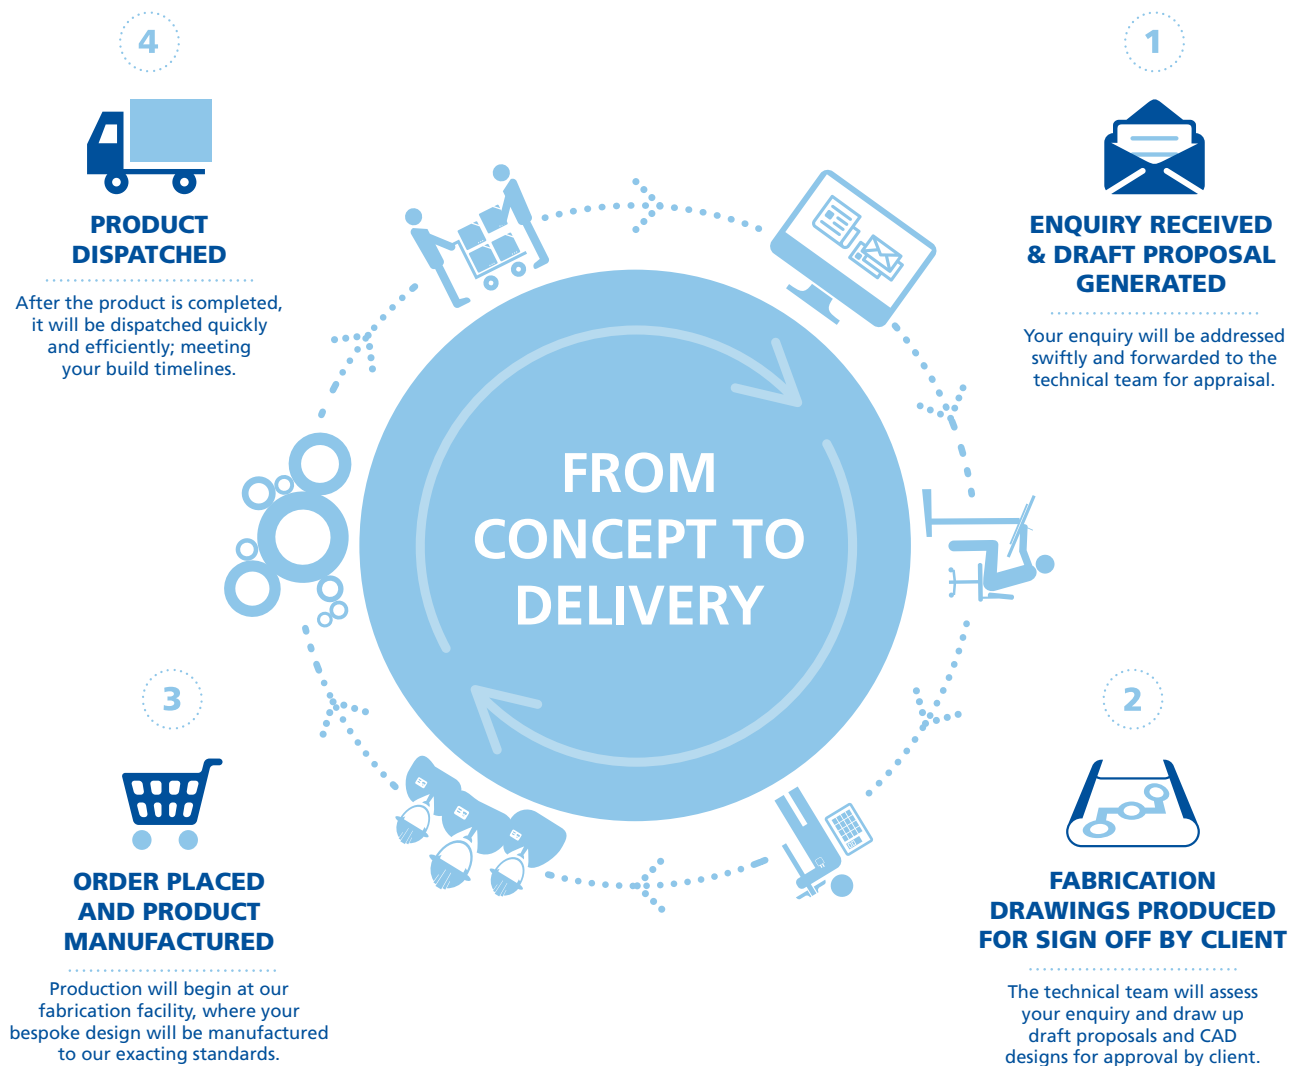 4
PRODUCT
DISPATCHED
After the product is completed,
it will be dispatched quickly
and efficiently; meeting
your build timelines.
1
ENQUIRY RECEIVED
& DRAFT PROPOSAL
GENERATED
Your enquiry will be addressed
swiftly and forwarded to the
technical team for appraisal.
FROM
CONCEPT TO
DELIVERY
3
ORDER PLACED
AND PRODUCT
MANUFACTURED
Production will begin at our
fabrication facility, where your
bespoke design will be manufactured
to our exacting standards.
2
FABRICATION
DRAWINGS PRODUCED
FOR SIGN OFF BY CLIENT
The technical team will assess
your enquiry and draw up
draft proposals and CAD
designs for approval by client.